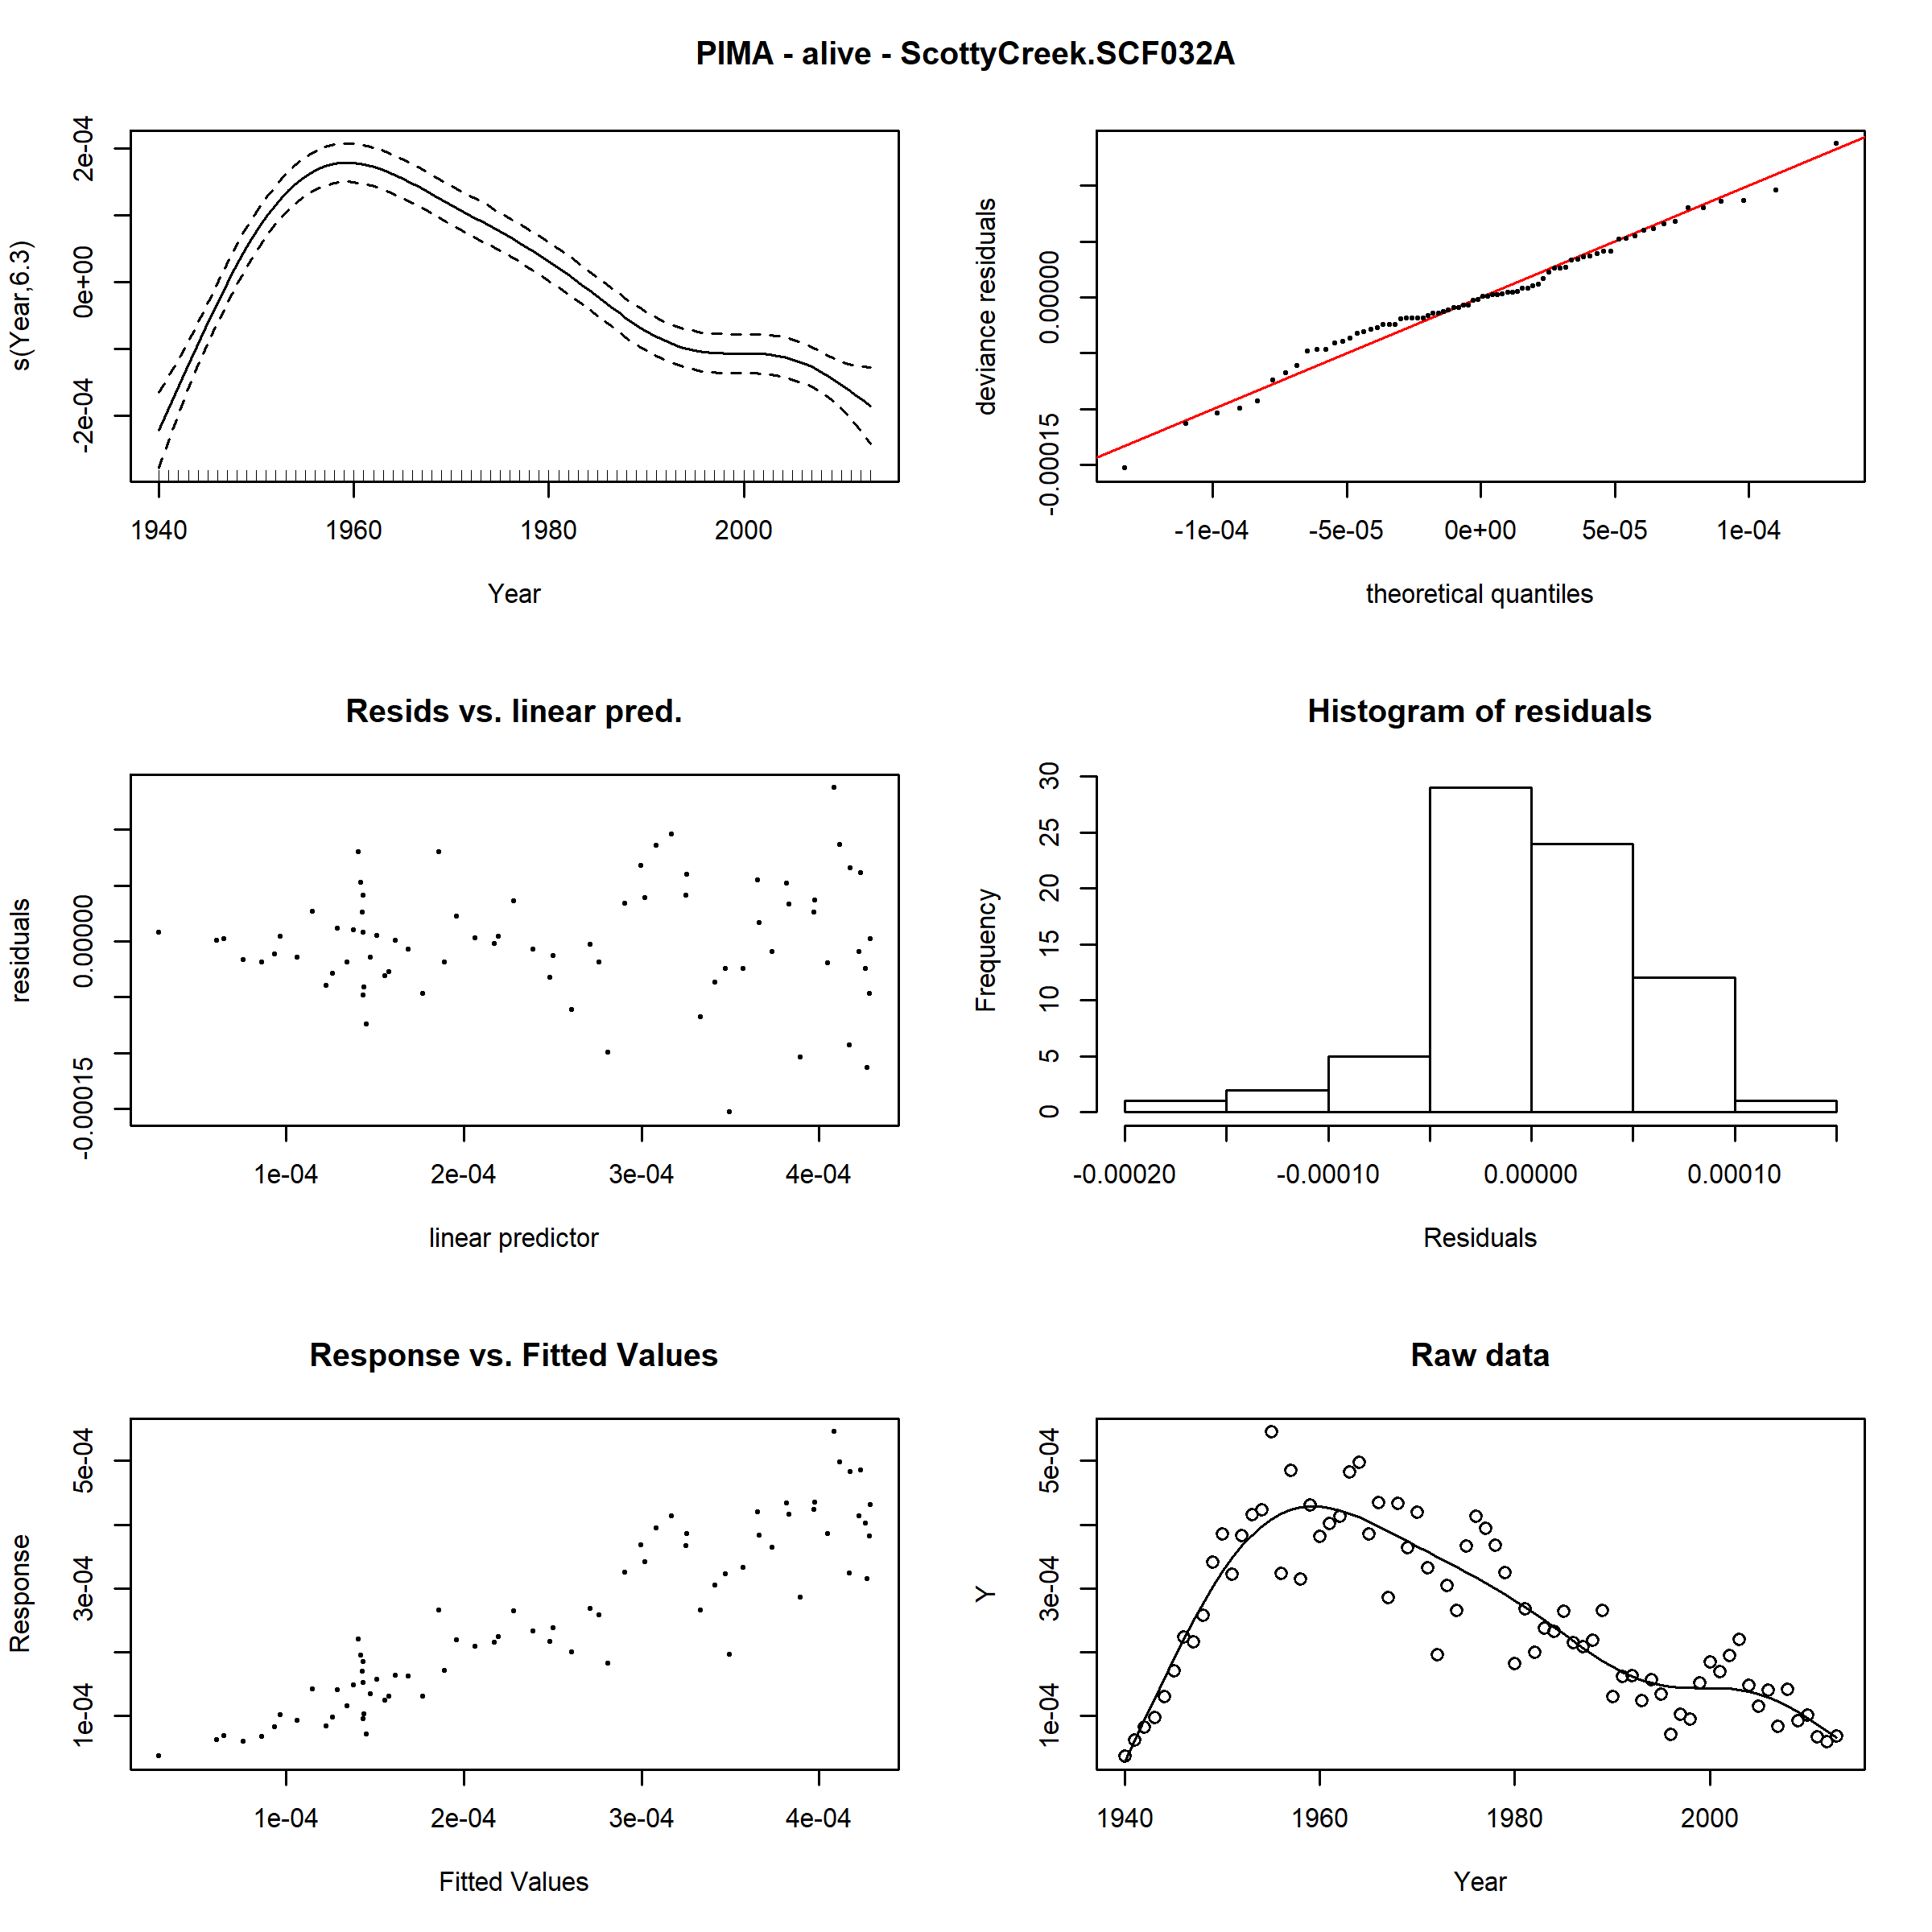 PIMA - alive - ScottyCreek.SCF032A
s(Year,6.3)
-2e-04 0e+00 2e-04
1940 1960 1980 2000
Year
deviance residuals
-0.00015 0.00000
-1e-04 -5e-05 0e+00 5e-05 1e-04
theoretical quantiles
Resids vs. linear pred.
residuals
-0.00015 0.00000
1e-04 2e-04 3e-04 4e-04
linear predictor
Histogram of residuals
Frequency
0 5 10 15 20 25 30
-0.00020 -0.00010 0.00000 0.00010
Residuals
Response vs. Fitted Values
Response
1e-04 3e-04 5e-04
1e-04 2e-04 3e-04 4e-04
Fitted Values
Raw data
Y
1e-04 3e-04 5e-04
1940 1960 1980 2000
Year